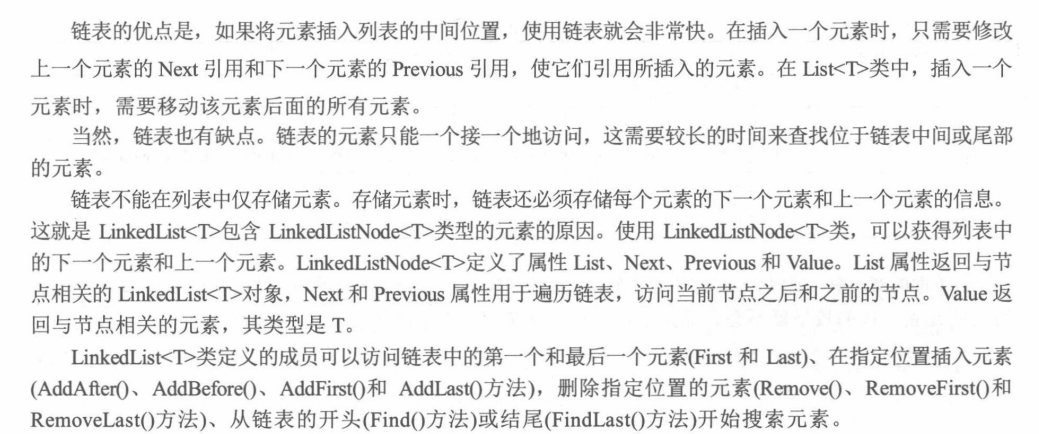 链表的优点是，如果将元素插入列表的中间位置，使用链表就会非常快。在插入一个元素时，只需要修改
上一个元素的 Next 引用和下一个元素的 Previous 引用，使它们引用所插入的元素。在 List<T>类中，插入一个
元素时，需要移动该元素后面的所有元素。
当然，链表也有缺点。链表的元素只能一个接一个地访问，这需要较长的时间来查找位于链表中间或尾部
的元素。
链表不能在列表中仅存储元素。存储元素时，链表还必须存储每个元素的下一个元素和上一个元素的信息。
这就是 LinkedList<T>包含 LinkedListNode<T>类型的元素的原因。使用 LinkedListNode<T>类，可以获得列表中
的下一个元素和上一个元素。LinkedListNode<T>定义了属性 List、Next、Previous 和 Value。List 属性返回与节
点相关的 LinkedList<T>对象，Next 和 Previous 属性用于遍历链表，访问当前节点之后和之前的节点。Value 返
回与节点相关的元素，其类型是 T。
LinkedList<T>类定义的成员可以访问链表中的第一个和最后一个元素(First 和 Last)、在指定位置插入元素
(AddAfter()、AddBefore()、AddFirst()和 AddLast()方法)，删除指定位置的元素(Remove()、RemoveFirst()和
RemoveLast()方法)、从链表的开头(Find()方法)或结尾(FindLast()方法)开始搜索元素。